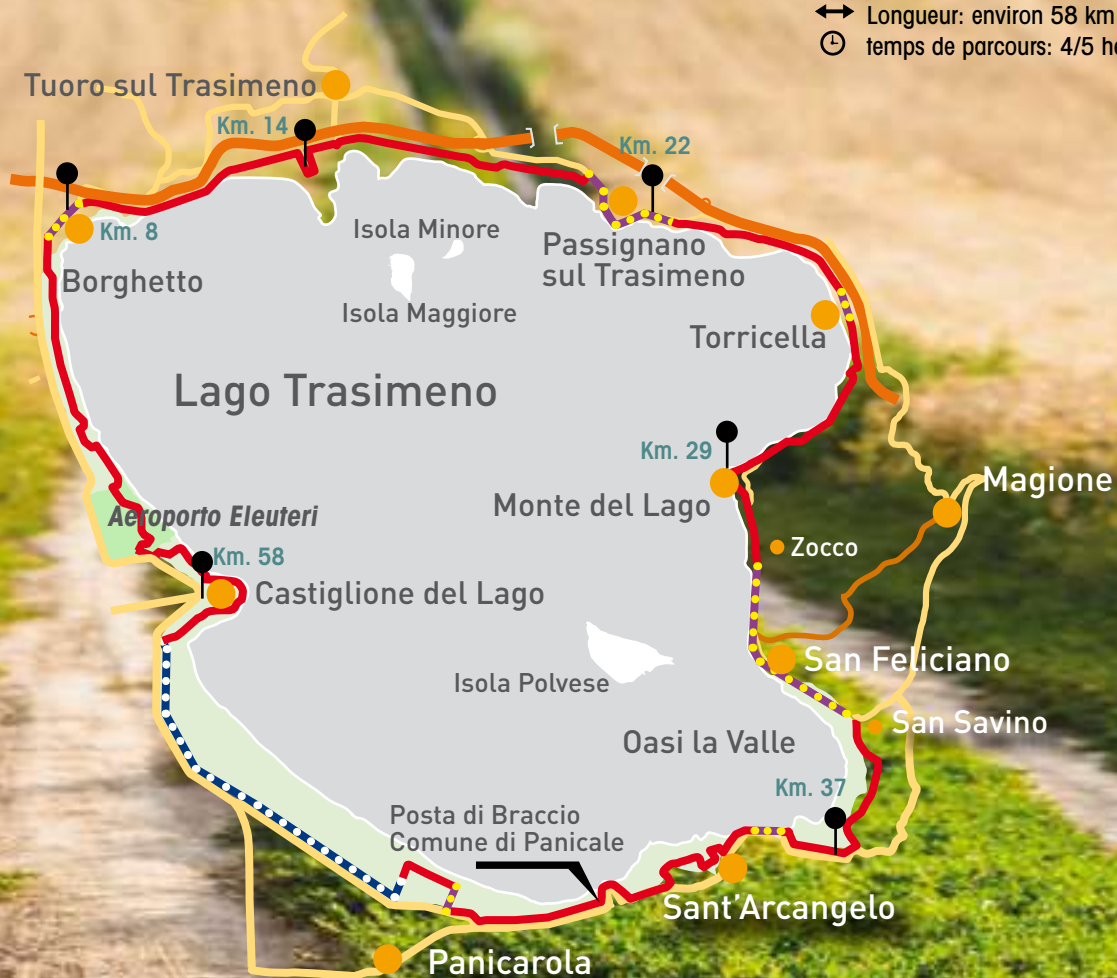 Longueur: environ 58 km
temps de parcours: 4/5
Tuoro sul Trasimeno
Km. 14
Km. 22
Km. 8
Borghetto
Isola Minore
Isola Maggiore
Passignano
sul Trasimeno
Torricella
Lago Trasimeno
Km. 29
Monte del Lago
Magione
Aeroporto Eleuteri
Zocco
Km. 58
Castiglione del Lago
San Feliciano
Isola Polvese
San Savino
Oasi la Valle
Km. 37
Posta di Braccio
Comune di Panicale
Sant'Arcangelo
Panicarola